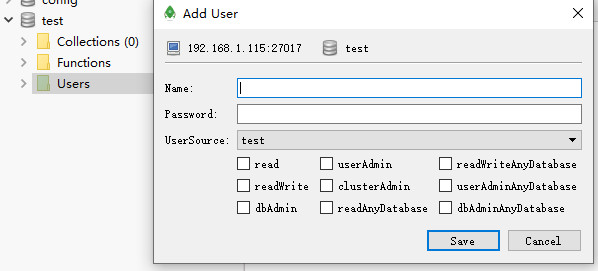 config
test
Collections (0)
Functions
Users
Add User
192.168.1.115:27017 test
Name:
Password:
UserSource: test
read userAdmin readWriteAnyDatabase
readWrite clusterAdmin userAdminAnyDatabase
dbAdmin readAnyDatabase dbAdminAnyDatabase
Save Cancel